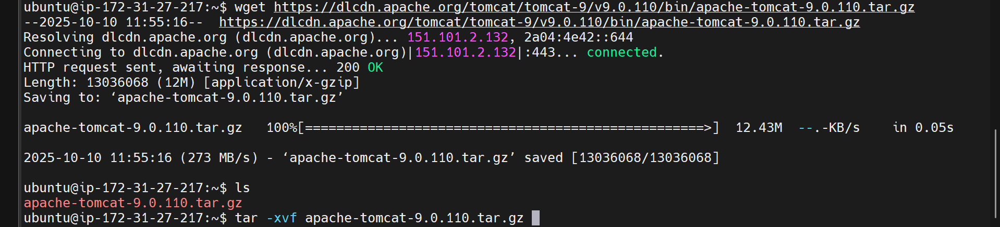 ubuntu@ip-172-31-27-217:~$ wget https://dlcdn.apache.org/tomcat/tomcat-9/v9.0.110/bin/apache-tomcat-9.0.110.tar.gz
--2025-10-10 11:55:16--  https://dlcdn.apache.org/tomcat/tomcat-9/v9.0.110/bin/apache-tomcat-9.0.110.tar.gz
Resolving dlcdn.apache.org (dlcdn.apache.org)... 151.101.2.132, 2a04:4e42::644
Connecting to dlcdn.apache.org (dlcdn.apache.org)|151.101.2.132|:443... connected.
HTTP request sent, awaiting response... 200 OK
Length: 13036068 (12M) [application/x-gzip]
Saving to: ‘apache-tomcat-9.0.110.tar.gz’
apache-tomcat-9.0.110.tar.gz   100%[===================================================>]  12.43M  --.-KB/s    in 0.05s
2025-10-10 11:55:16 (273 MB/s) - ‘apache-tomcat-9.0.110.tar.gz’ saved [13036068/13036068]
ubuntu@ip-172-31-27-217:~$ ls
apache-tomcat-9.0.110.tar.gz
ubuntu@ip-172-31-27-217:~$ tar -xvf apache-tomcat-9.0.110.tar.gz